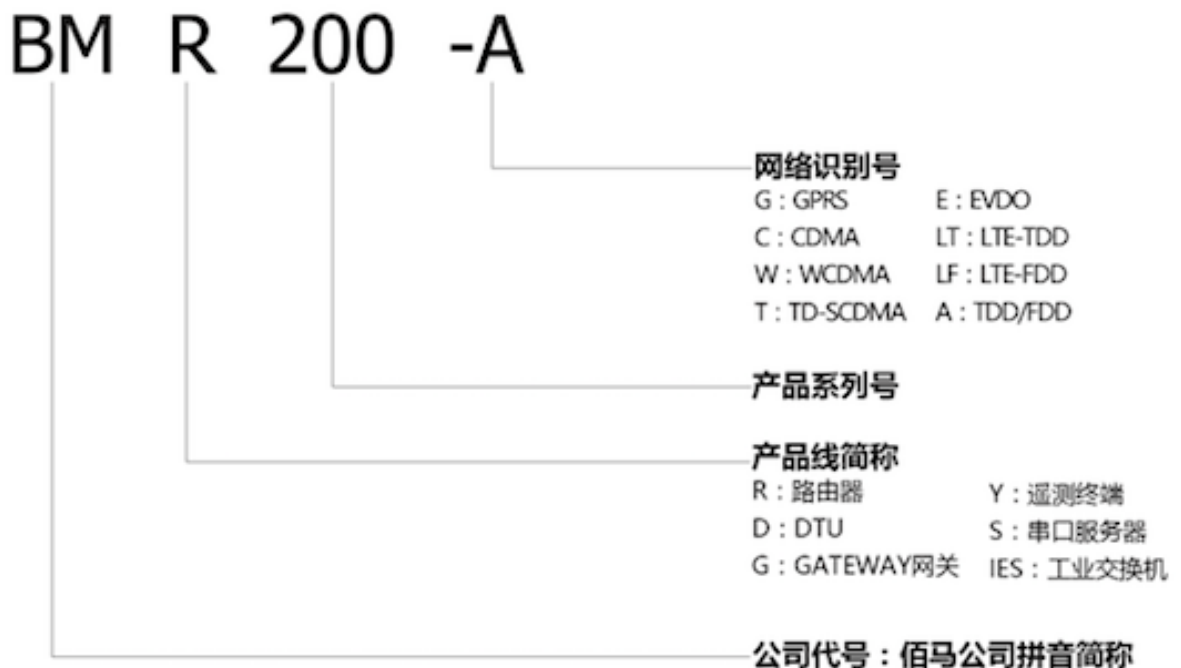 BM R 200 -A
网络识别号
G：GPRS E：EVDO
C：CDMA LT：LTE-TDD
W：WCDMA LF：LTE-FDD
T：TD-SCDMA A：TDD/FDD
产品系列号
产品线简称
R：路由器 Y：遥测终端
D：DTU S：串口服务器
G：GATEWAY网关 IES：工业交换机
公司代号：佰马公司拼音简称